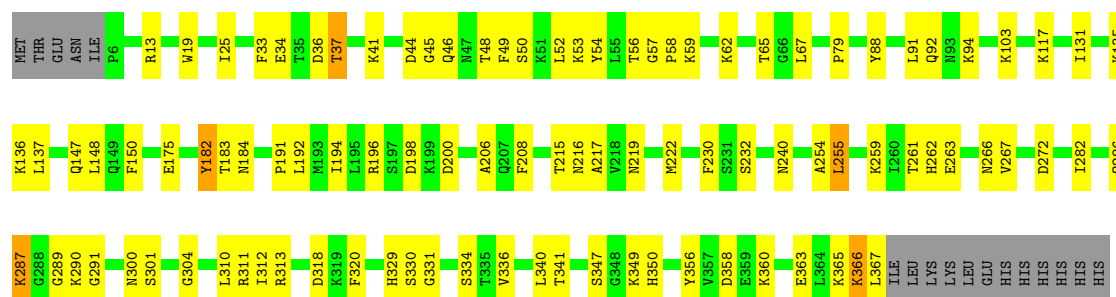 MET THR GLU ASN ILE P6 R13 W19 I25 F33 E34 T35 D36 T37 K41 D44 G45 Q46 N47 T48 F49 S50 K51 L52 K53 Y54 L55 T56 G57 P58 K59 K62 T65 G66 L67 P79 Y88 L91 Q92 N93 K94 K103 K117 I131
K136 L137 Q147 L148 Q149 F150 E175 Y182 T183 N184 P191 L192 M193 I194 L195 R196 S197 D198 K199 D200 A206 Q207 F208 T215 N216 A217 V218 N219 M222 F230 S231 S232 N240 A254 L255 K259 I260 T261 H262 E263 N266 V267 D272 I282
K287 G288 G289 K290 G291 N300 S301 G304 L310 R311 I312 R313 D318 K319 F320 H329 S330 G331 S334 T335 V336 L340 T341 S347 G348 K349 H350 Y356 V357 D358 E359 K360 E363 L364 K365 K366 L367 ILE LEU LYS LYS LEU GLU HIS HIS HIS HIS HIS HIS